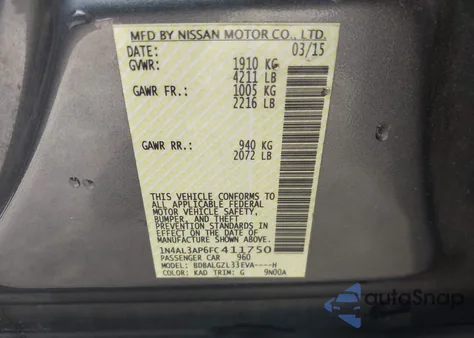 MFD BY NISSAN MOTOR CO., LTD.
DATE: 03/15
GVWR: 1910 KG
4211 LB
GAWR FR.: 1005 KG
2216 LB
GAWR RR.: 940 KG
2072 LB
THIS VEHICLE CONFORMS TO
ALL APPLICABLE FEDERAL
MOTOR VEHICLE SAFETY,
BUMPER, AND THEFT
PREVENTION STANDARDS
IN EFFECT ON THE DATE OF
MANUFACTURE SHOWN ABOVE.
1N4AL3AP6FC411750
PASSENGER CAR 960
MODEL: BDBALGZL33EVA----H
COLOR: KAD TRIM: G 9N00A
autoSnap